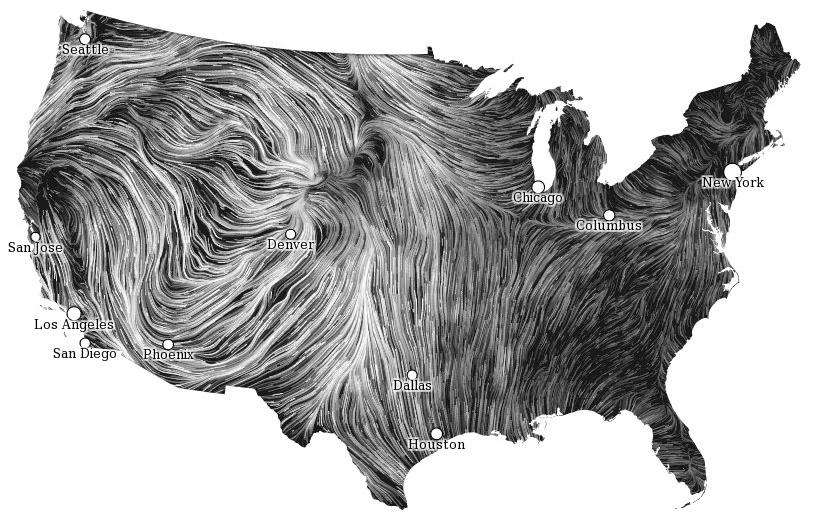 Seattle
New York
Chicago
Columbus
San Jose
Denver
Los Angeles
San Diego
Phoenix
Dallas
Houston